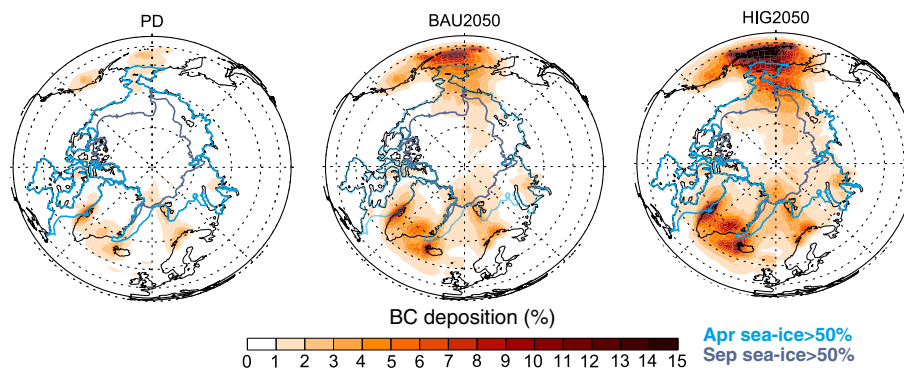 PD
BAU2050
HIG2050
BC deposition (%)
0 1 2 3 4 5 6 7 8 9 10 11 12 13 14 15
Apr sea-ice>50%
Sep sea-ice>50%